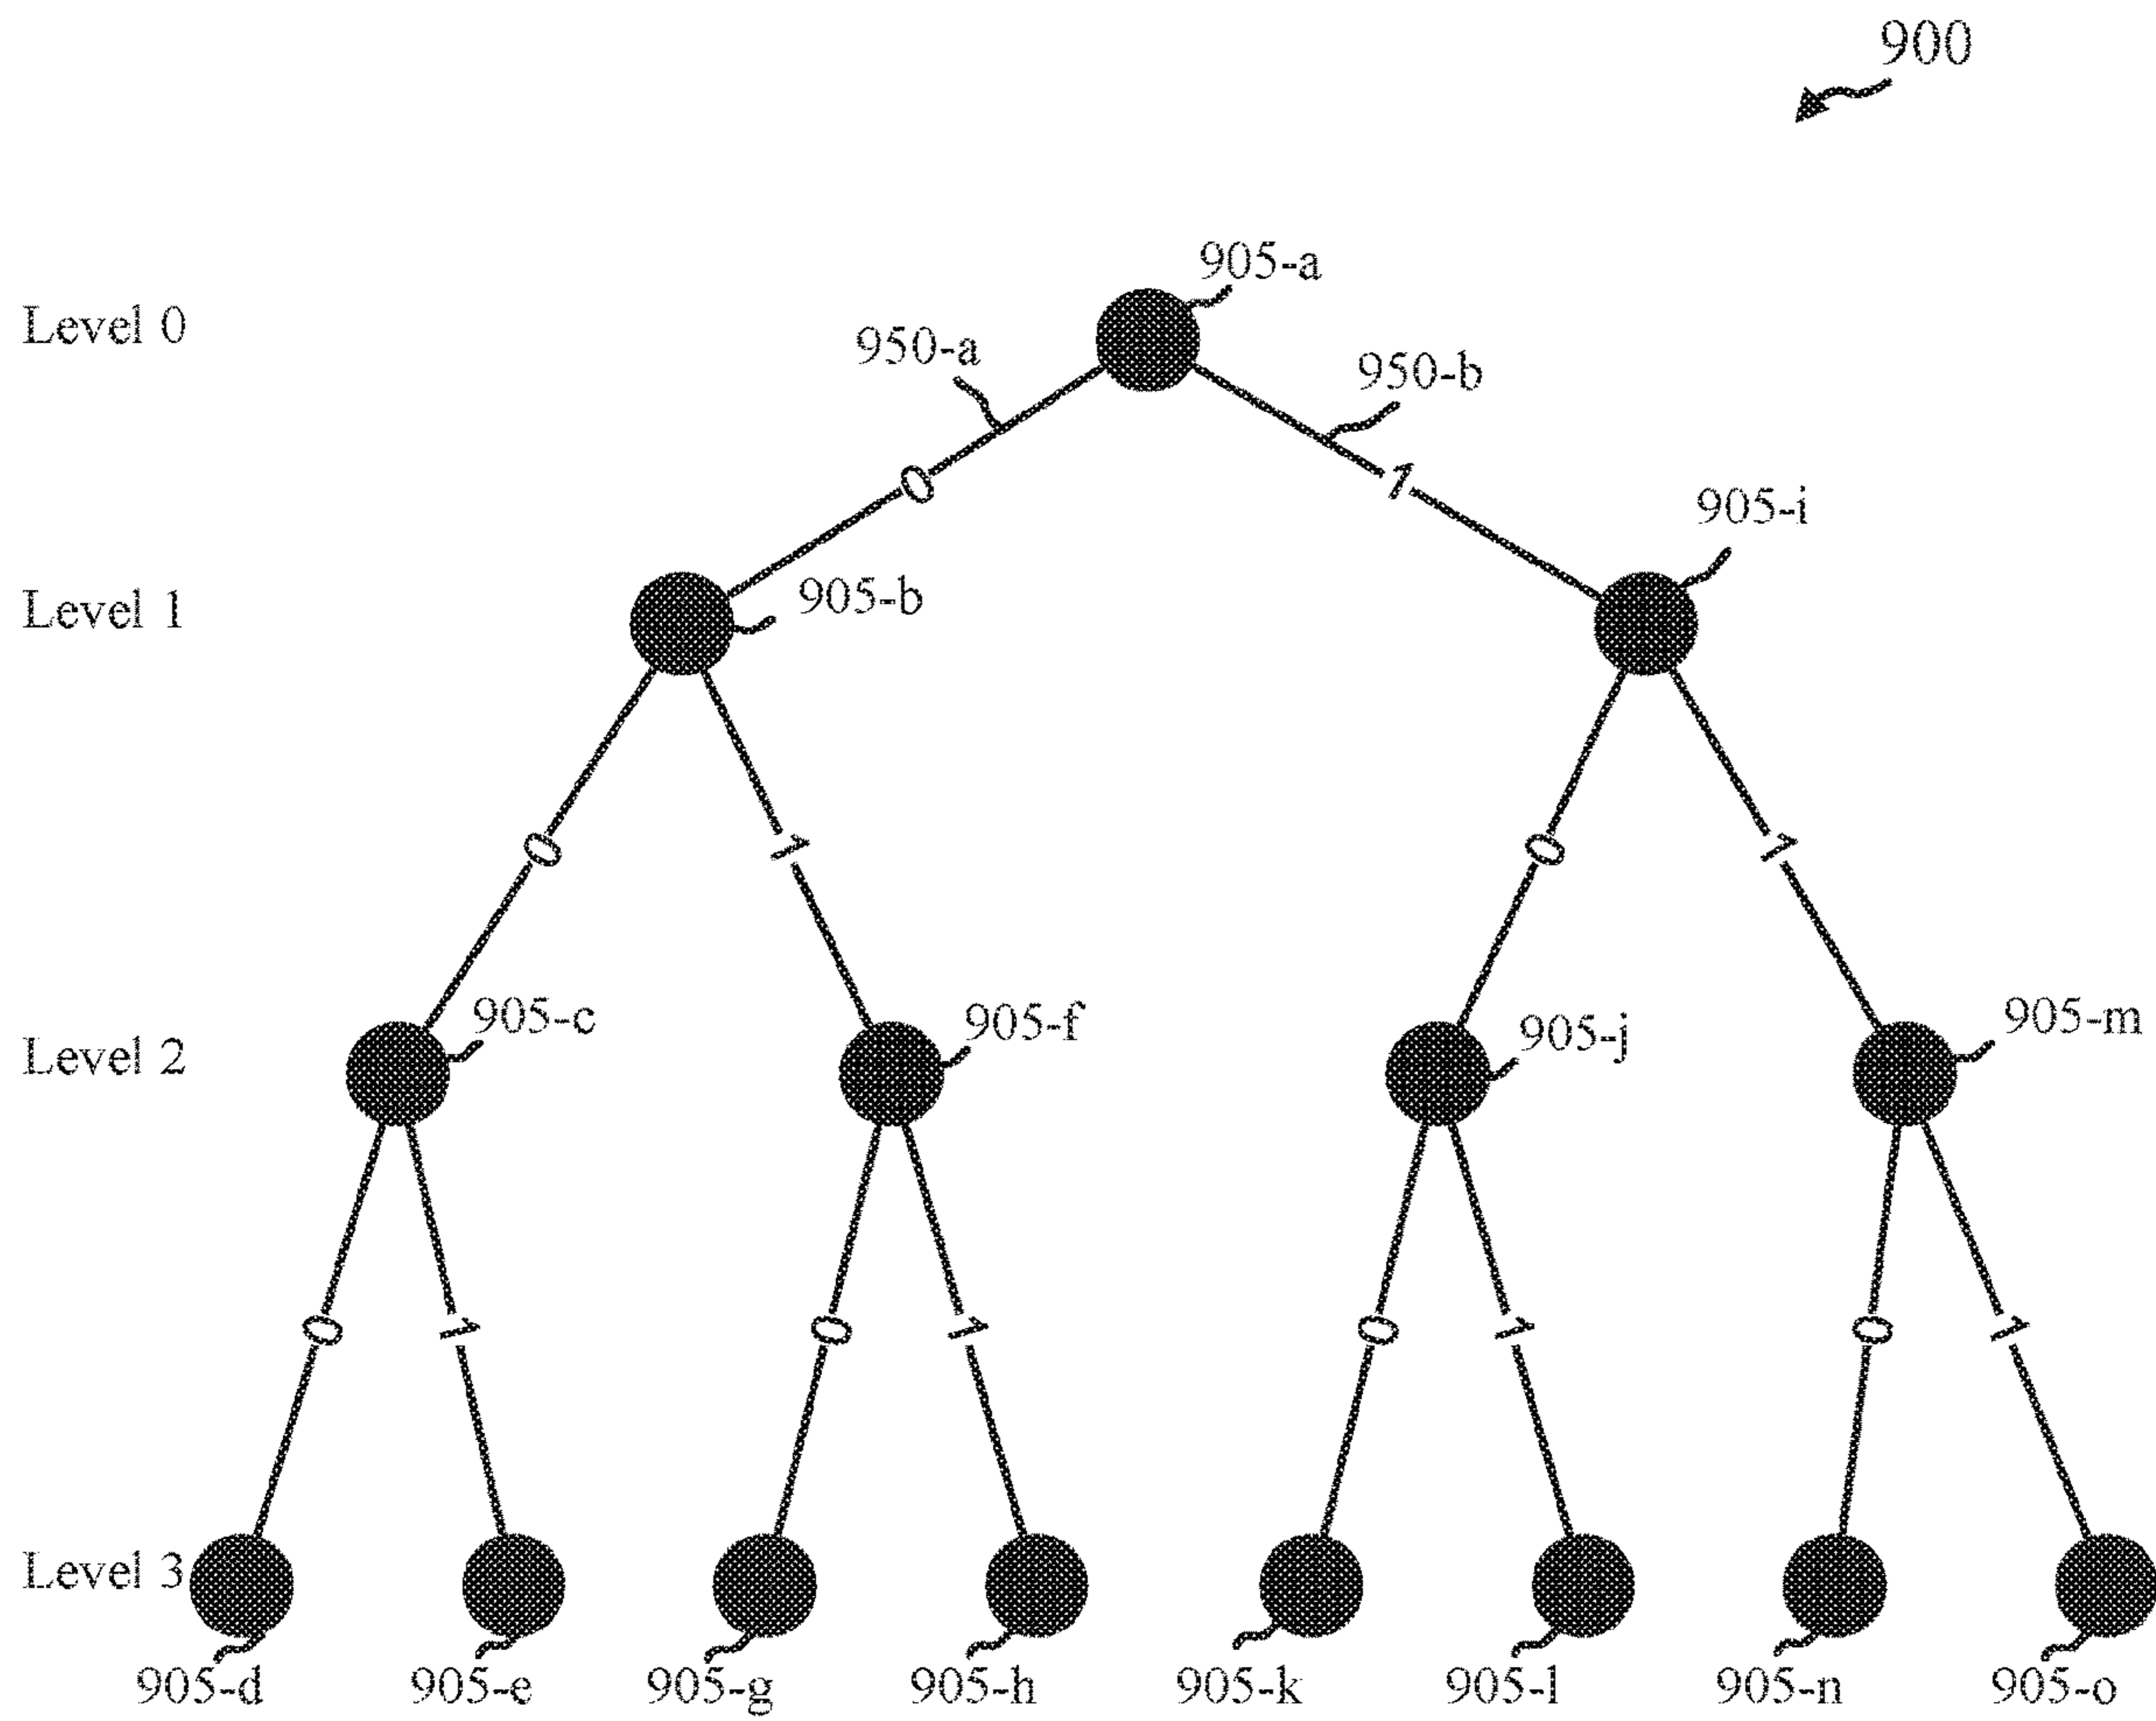 900
905-a
Level 0
950-a
950-b
0
1
905-i
Level 1
905-b
0
1
0
1
905-c
905-f
905-j
905-m
Level 2
0
1
0
1
0
1
0
1
Level 3
905-d
905-e
905-g
905-h
905-k
905-l
905-n
905-o